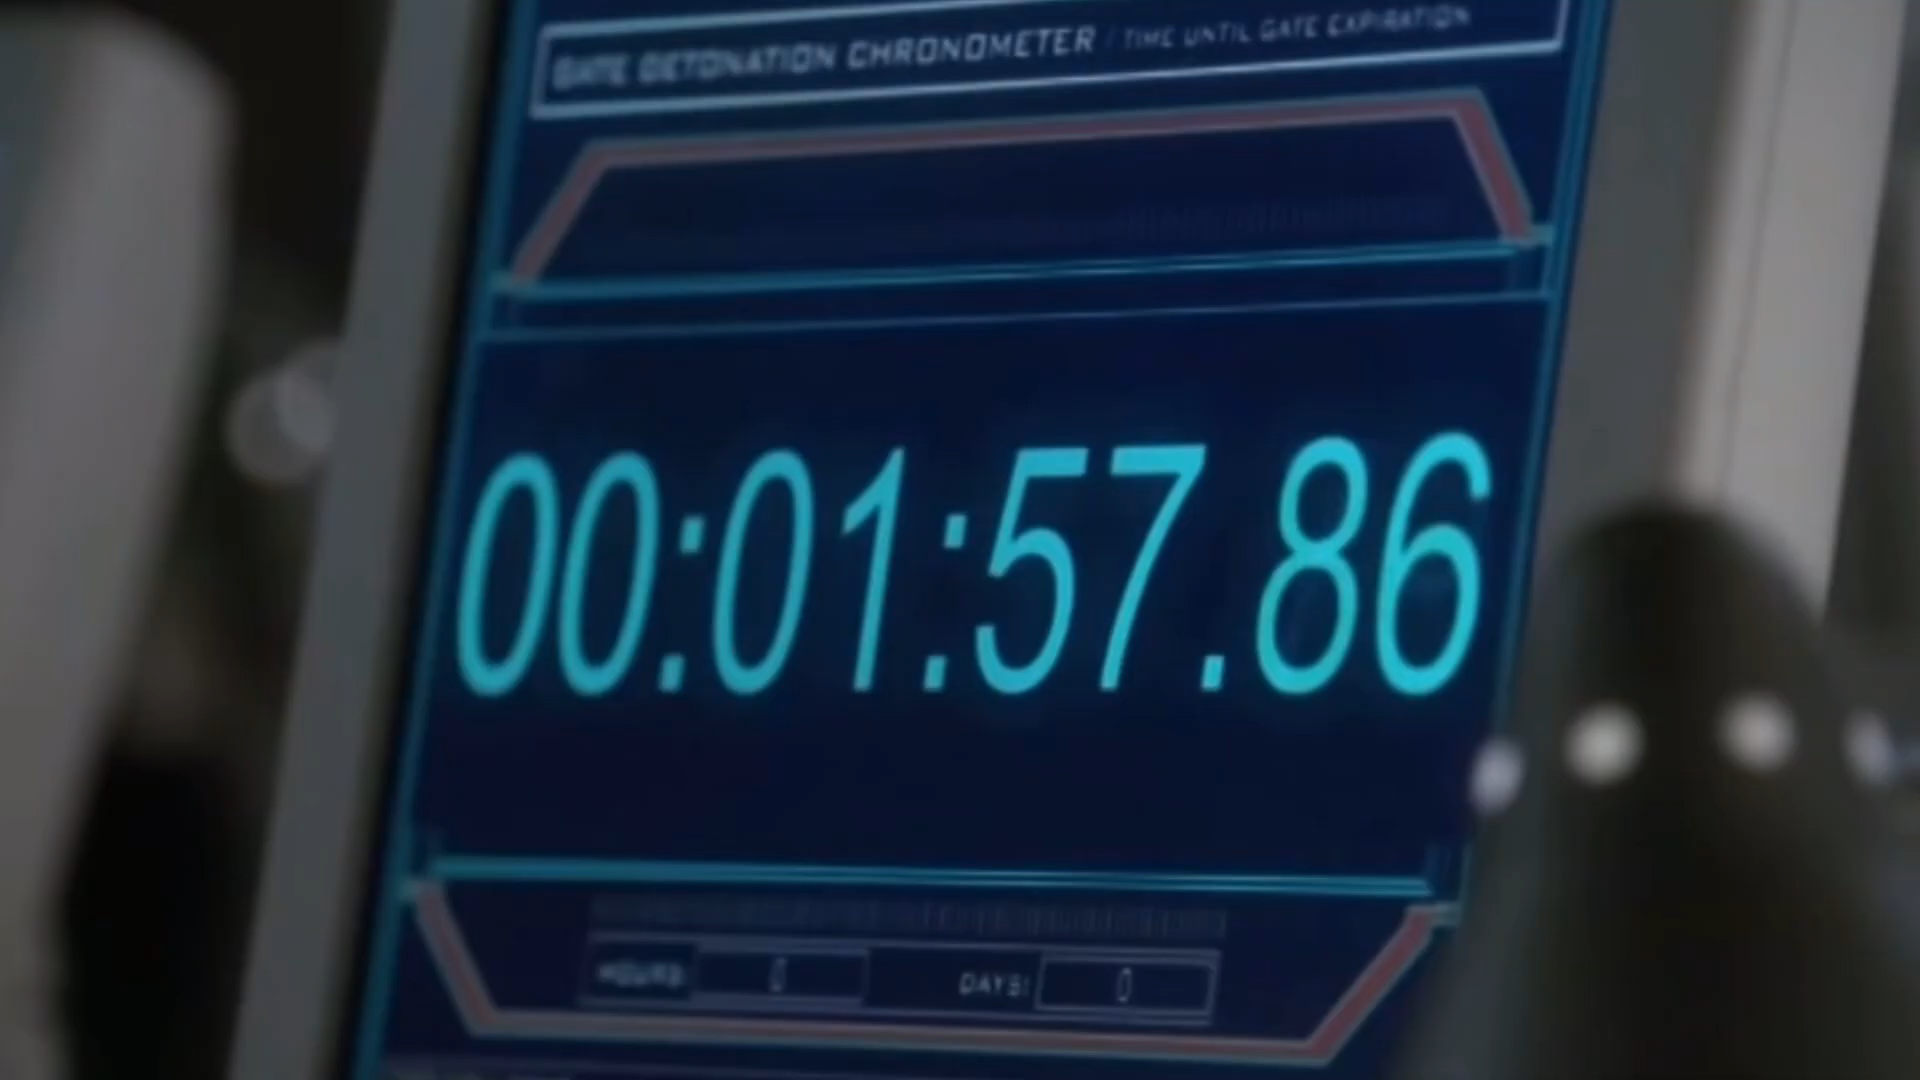 GATE DETONATION CHRONOMETER / TIME UNTIL GATE EXPIRATION
00:01:57.86
HOURS: 0 DAYS: 0